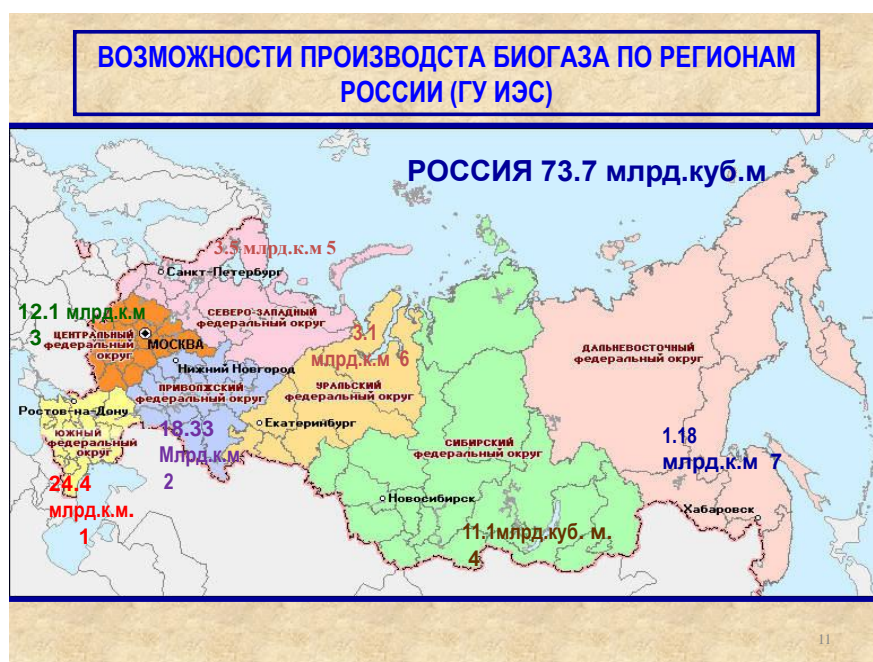 ВОЗМОЖНОСТИ ПРОИЗВОДСТА БИОГАЗА ПО РЕГИОНАМ
РОССИИ (ГУ ИЭС)
РОССИЯ 73.7 млрд.куб.м
3.5 млрд.к.м 5
Санкт-Петербург
12.1 млрд.к.м
3
СЕВЕРО-ЗАПАДНЫЙ
федеральный округ
ЦЕНТРАЛЬНЫЙ
федеральный
округ
МОСКВА
3.1
млрд.к.м 6
ДАЛЬНЕВОСТОЧНЫЙ
федеральный округ
Нижний Новгород
ПРИВОЛЖСКИЙ
федеральный округ
УРАЛЬСКИЙ
федеральный округ
Ростов-на-Дону
Екатеринбург
18.33
Млрд.к.м
2
ЮЖНЫЙ
федеральный
округ
СИБИРСКИЙ
федеральный округ
1.18
млрд.к.м 7
24.4
млрд.к.м.
1
Новосибирск
Хабаровск
11.1млрд.куб. м.
4
11